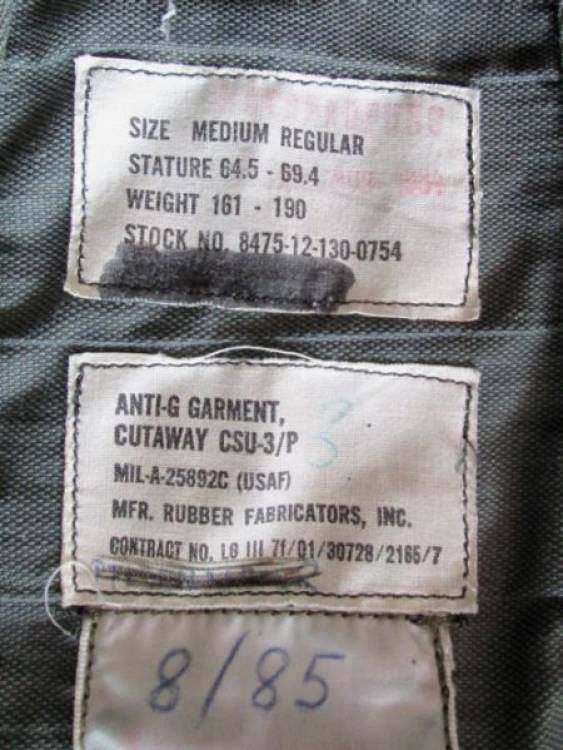 SIZE MEDIUM REGULAR
STATURE 64.5 - 69.4
WEIGHT 161 - 190
STOCK NO. 8475-12-130-0754
ANTI-G GARMENT,
CUTAWAY CSU-3/P
MIL-A-25892C (USAF)
MFR. RUBBER FABRICATORS, INC.
CONTRACT NO. LG III 7f/01/30728/2165/7
8/85